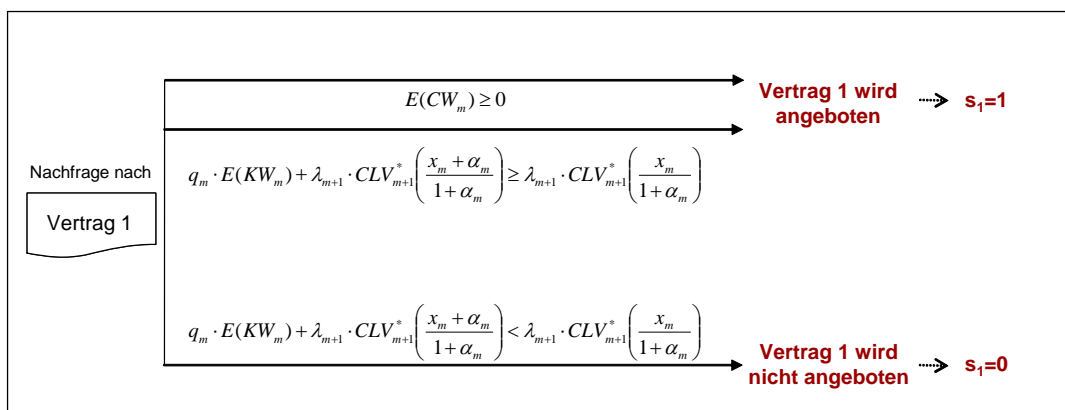 E(CW_m) ≥ 0
Vertrag 1 wird
angeboten
s_1=1
Nachfrage nach
Vertrag 1
q_m · E(KW_m) + λ_{m+1} · CLV*_{m+1}((x_m + α_m)/(1 + α_m)) ≥ λ_{m+1} · CLV*_{m+1}(x_m/(1 + α_m))
q_m · E(KW_m) + λ_{m+1} · CLV*_{m+1}((x_m + α_m)/(1 + α_m)) < λ_{m+1} · CLV*_{m+1}(x_m/(1 + α_m))
Vertrag 1 wird
nicht angeboten
s_1=0